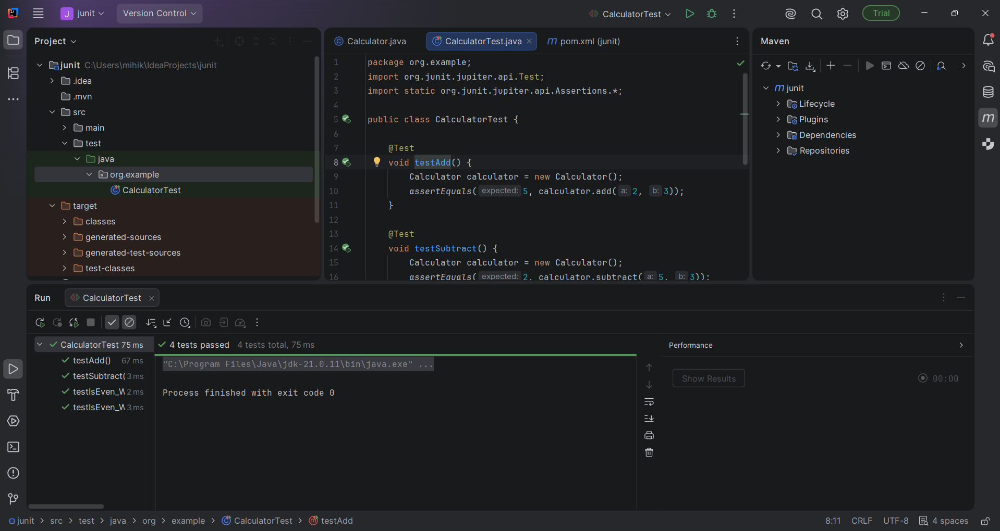 J junit Version Control CalculatorTest Trial
Project
junit C:\Users\mihik\IdeaProjects\junit
.idea
.mvn
src
main
test
java
org.example
CalculatorTest
target
classes
generated-sources
generated-test-sources
test-classes
Calculator.java CalculatorTest.java pom.xml (junit)
1 package org.example;
2 import org.junit.jupiter.api.Test;
3 import static org.junit.jupiter.api.Assertions.*;
4
5 public class CalculatorTest {
6
7 @Test
8 void testAdd() {
9 Calculator calculator = new Calculator();
10 assertEquals( expected: 5, calculator.add( a: 2, b: 3));
11 }
12
13 @Test
14 void testSubtract() {
15 Calculator calculator = new Calculator();
16 assertEquals( expected: 2, calculator.subtract( a: 5, b: 3));
Maven
junit
Lifecycle
Plugins
Dependencies
Repositories
Run CalculatorTest
CalculatorTest 75 ms
testAdd() 67 ms
testSubtract( 3 ms
testIsEven_W 2 ms
testIsEven_W 3 ms
4 tests passed 4 tests total, 75 ms
"C:\Program Files\Java\jdk-21.0.11\bin\java.exe" ...
Process finished with exit code 0
Performance
Show Results 00:00
junit > src > test > java > org > example > CalculatorTest > testAdd 8:11 CRLF UTF-8 4 spaces